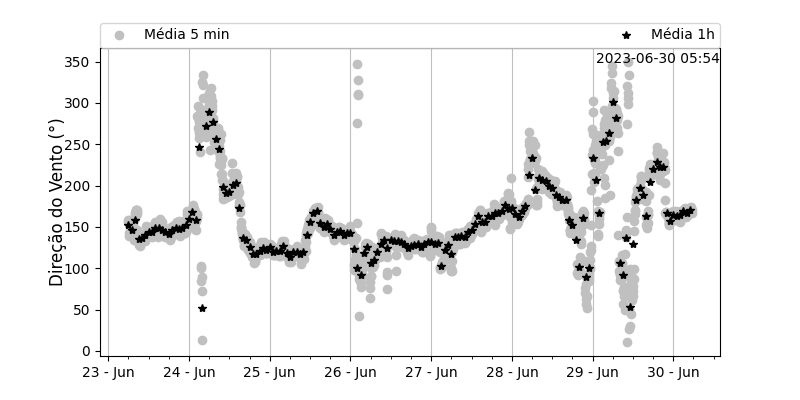 Média 5 min
Média 1h
2023-06-30 05:54
Direção do Vento (°)
350
300
250
200
150
100
50
0
23 - Jun
24 - Jun
25 - Jun
26 - Jun
27 - Jun
28 - Jun
29 - Jun
30 - Jun